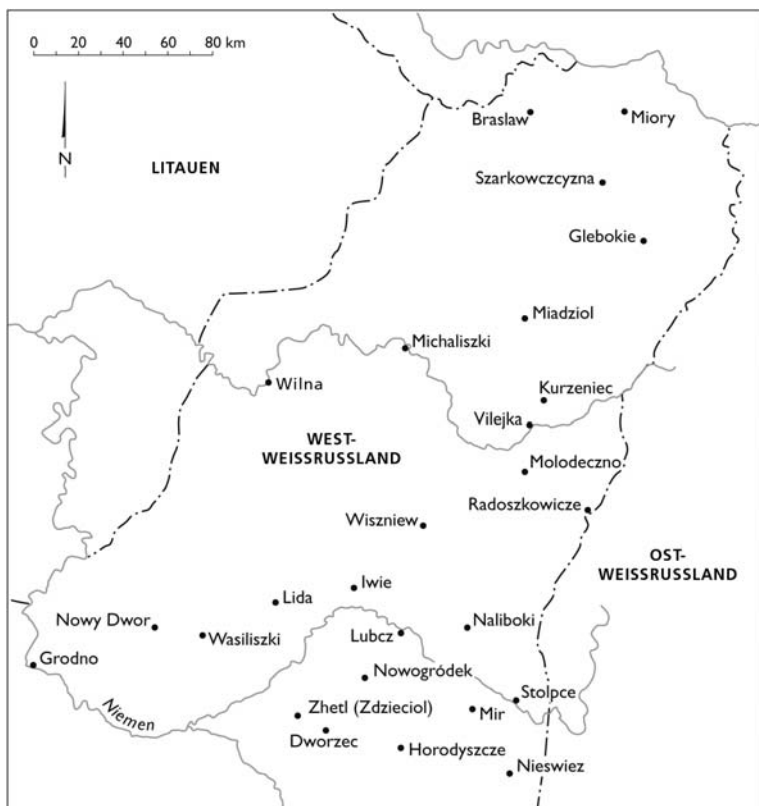 0 20 40 60 80 km
N
LITAUEN
Braslaw
Miory
Szarkowczcyzna
Glebokie
Miadziol
Michaliszki
Wilna
Kurzeniec
Vilejka
WEST-
WEISSRUSSLAND
Molodeczno
Radoszkowicze
Wiszniew
OST-
WEISSRUSSLAND
Iwie
Lida
Nowy Dwor
Wasiliszki
Lubcz
Naliboki
Grodno
Nowogródek
Niemen
Zhetl (Zdzieciol)
Stolpce
Mir
Dworzec
Horodyszcze
Nieswiez